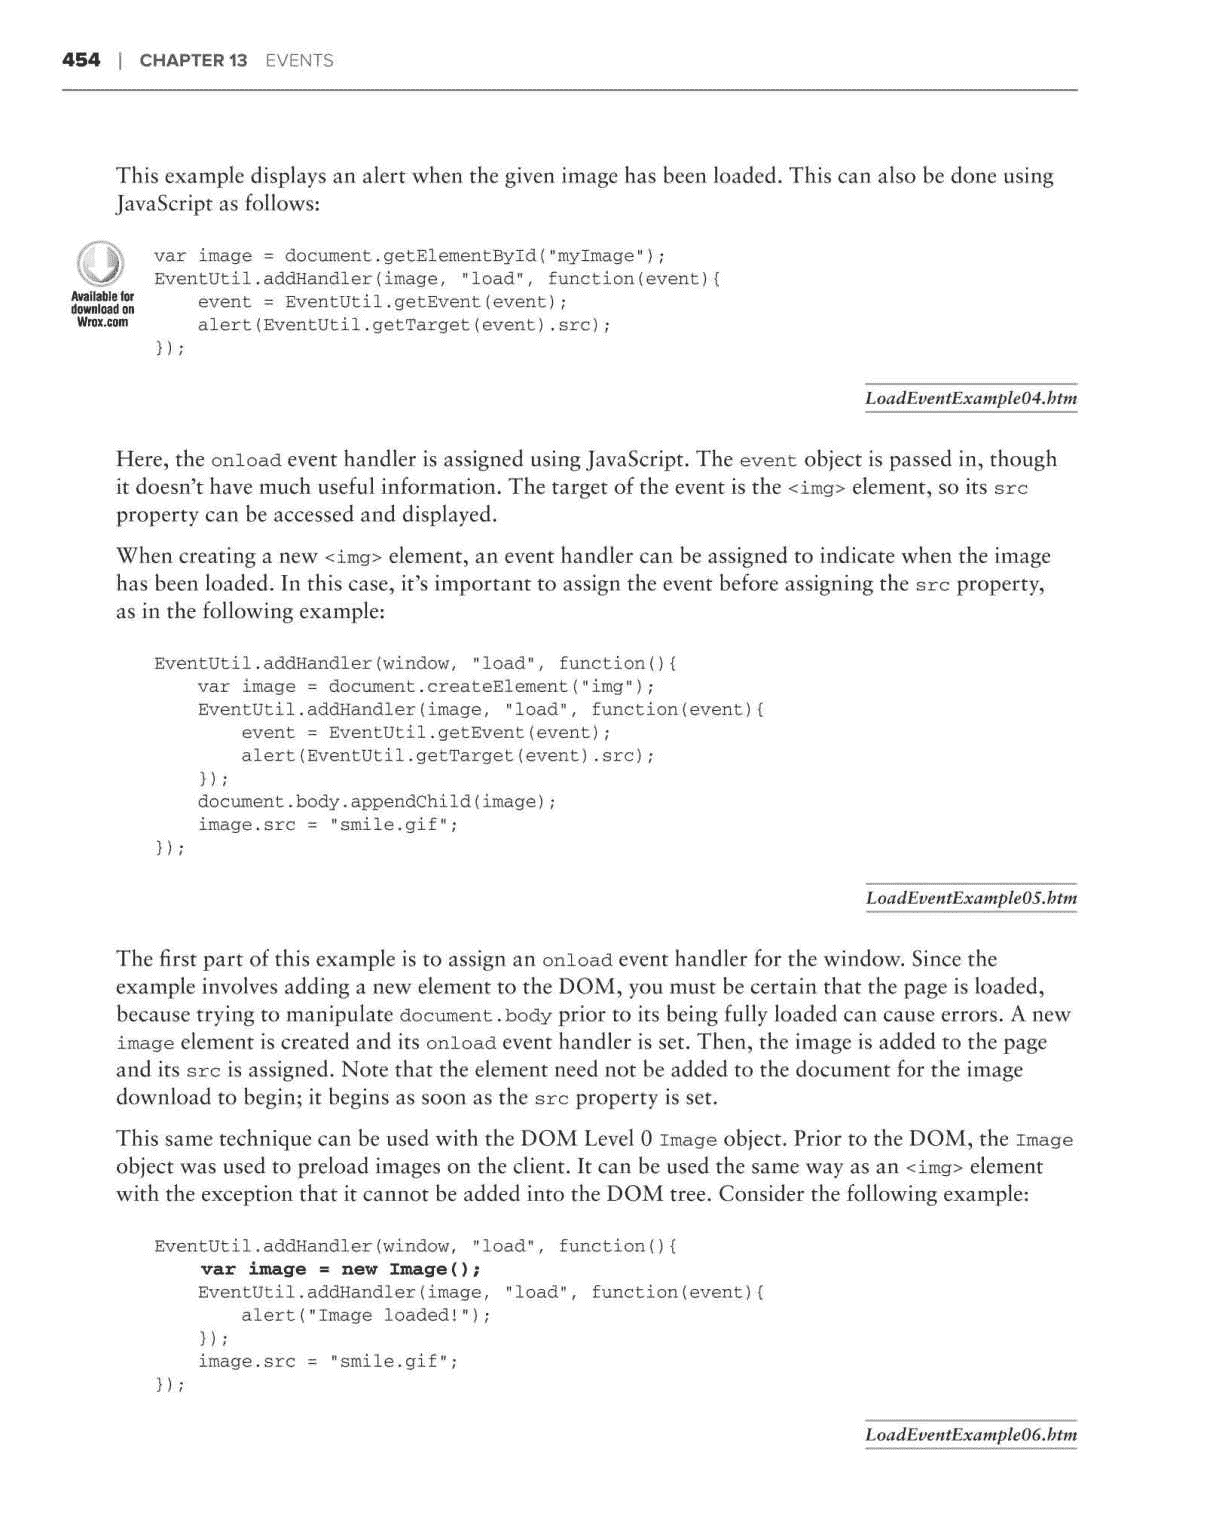 454 | CHAPTER 13 EVENTS
This example displays an alert when the given image has been loaded. This can also be done using
JavaScript as follows:
var image = document.getElementById("myImage");
EventUtil.addHandler(image, "load", function(event){
    event = EventUtil.getEvent(event);
    alert(EventUtil.getTarget(event).src);
});
Available for
download on
Wrox.com
LoadEventExample04.htm
Here, the onload event handler is assigned using JavaScript. The event object is passed in, though
it doesn't have much useful information. The target of the event is the <img> element, so its src
property can be accessed and displayed.
When creating a new <img> element, an event handler can be assigned to indicate when the image
has been loaded. In this case, it's important to assign the event before assigning the src property,
as in the following example:
EventUtil.addHandler(window, "load", function(){
    var image = document.createElement("img");
    EventUtil.addHandler(image, "load", function(event){
        event = EventUtil.getEvent(event);
        alert(EventUtil.getTarget(event).src);
    });
    document.body.appendChild(image);
    image.src = "smile.gif";
});
LoadEventExample05.htm
The first part of this example is to assign an onload event handler for the window. Since the
example involves adding a new element to the DOM, you must be certain that the page is loaded,
because trying to manipulate document.body prior to its being fully loaded can cause errors. A new
image element is created and its onload event handler is set. Then, the image is added to the page
and its src is assigned. Note that the element need not be added to the document for the image
download to begin; it begins as soon as the src property is set.
This same technique can be used with the DOM Level 0 Image object. Prior to the DOM, the Image
object was used to preload images on the client. It can be used the same way as an <img> element
with the exception that it cannot be added into the DOM tree. Consider the following example:
EventUtil.addHandler(window, "load", function(){
    var image = new Image();
    EventUtil.addHandler(image, "load", function(event){
        alert("Image loaded!");
    });
    image.src = "smile.gif";
});
LoadEventExample06.htm